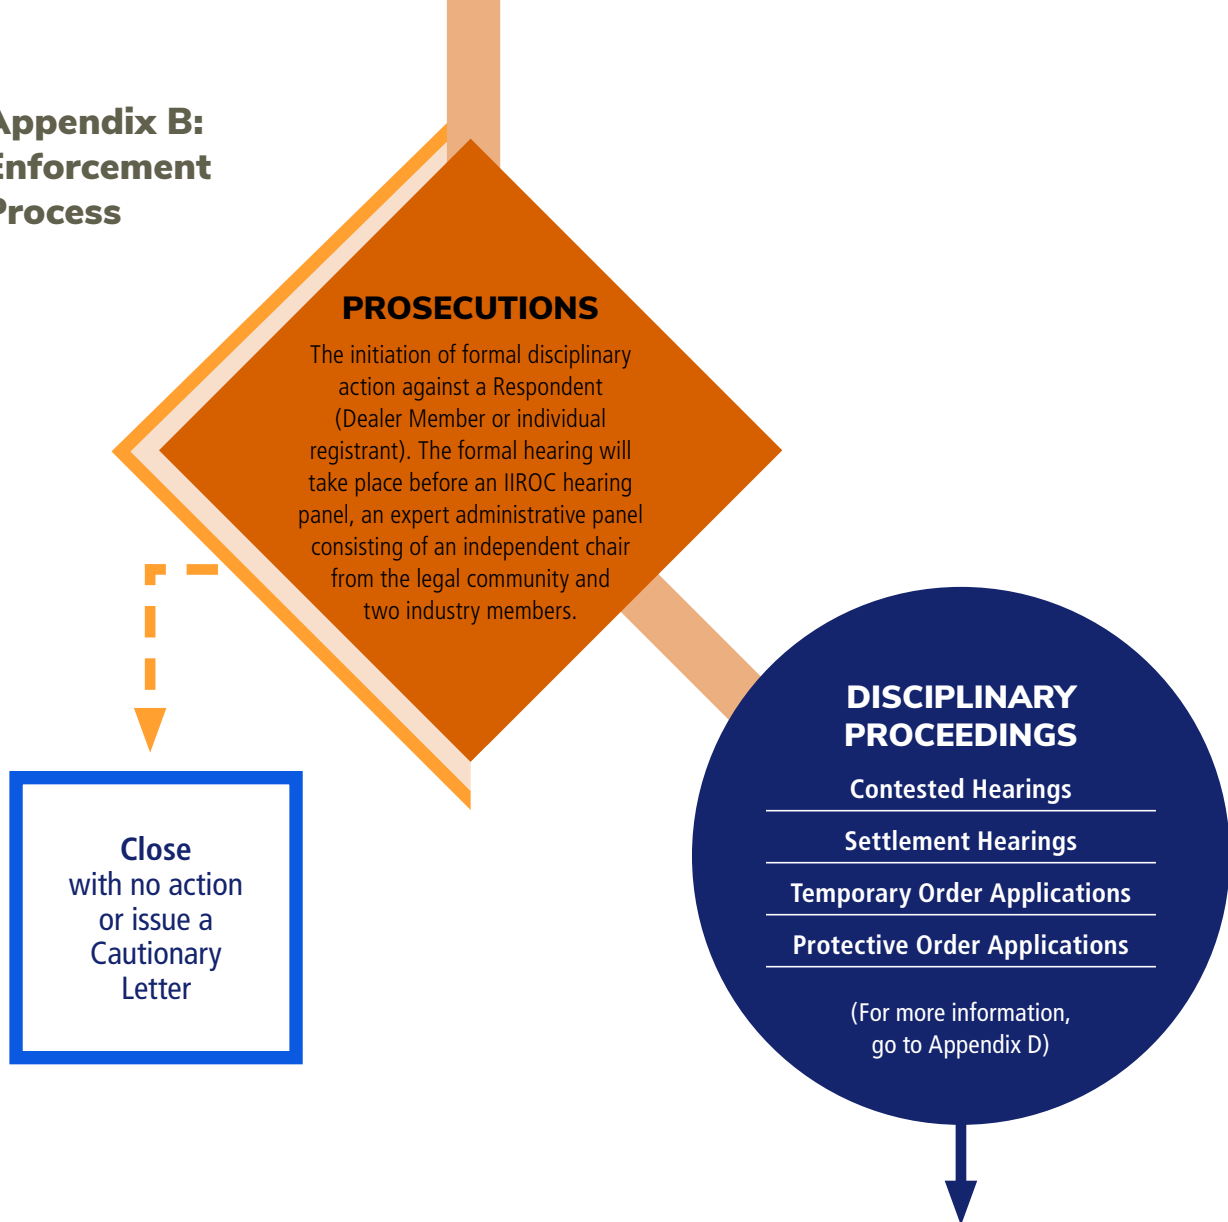 Appendix B:
Enforcement
Process
PROSECUTIONS
The initiation of formal disciplinary
action against a Respondent
(Dealer Member or individual
registrant). The formal hearing will
take place before an IIROC hearing
panel, an expert administrative panel
consisting of an independent chair
from the legal community and
two industry members.
Close
with no action
or issue a
Cautionary
Letter
DISCIPLINARY
PROCEEDINGS
Contested Hearings
Settlement Hearings
Temporary Order Applications
Protective Order Applications
(For more information,
go to Appendix D)